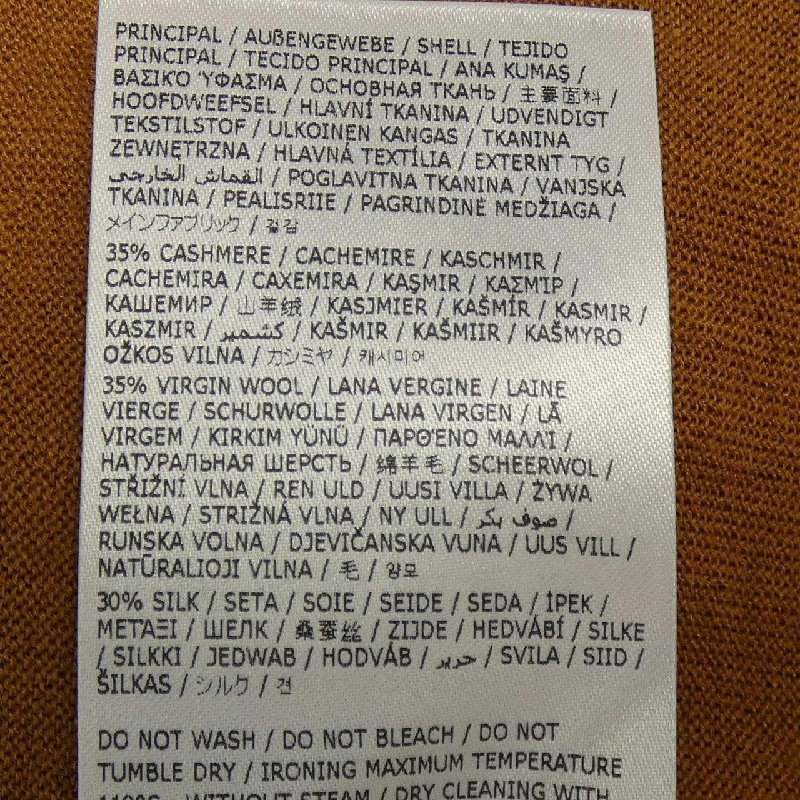 PRINCIPAL / AUßENGEWEBE / SHELL / TEJIDO
PRINCIPAL / TECIDO PRINCIPAL / ANA KUMAŞ /
ΒΑΣΙΚΌ ΎΦΑΣΜΑ / ОСНОВНАЯ ТКАНЬ / 主要面料 /
HOOFDWEEFSEL / HLAVNÍ TKANINA / UDVENDIGT
TEKSTILSTOF / ULKOINEN KANGAS / TKANINA
ZEWNĘTRZNA / HLAVNÁ TEXTÍLIA / EXTERNT TYG /
القماش الخارجي / POGLAVITNA TKANINA / VANJSKA
TKANINA / PEALISRIIE / PAGRINDINĖ MEDŽIAGA /
メインファブリック / 겉감
35% CASHMERE / CACHEMIRE / KASCHMIR /
CACHEMIRA / CAXEMIRA / KAŞMIR / ΚΑΣΜΊΡ /
КАШЕМИР / 山羊绒 / KASJMIER / KAŠMÍR / KASMIR /
KASZMIR / كشمير / KAŠMIR / KAŠMIIR / KAŠMYRO
OŽKOS VILNA / カシミヤ / 캐시미어
35% VIRGIN WOOL / LANA VERGINE / LAINE
VIERGE / SCHURWOLLE / LANA VIRGEN / LÃ
VIRGEM / KIRKIM YÜNÜ / ΠΑΡΘΈΝΟ ΜΑΛΛΊ /
НАТУРАЛЬНАЯ ШЕРСТЬ / 绵羊毛 / SCHEERWOL /
STŘIŽNÍ VLNA / REN ULD / UUSI VILLA / ŻYWA
WEŁNA / STRIŽNÁ VLNA / NY ULL / صوف بكر /
RUNSKA VOLNA / DJEVIČANSKA VUNA / UUS VILL /
NATŪRALIOJI VILNA / 毛 / 양모
30% SILK / SETA / SOIE / SEIDE / SEDA / İPEK /
ΜΕΤΑΞΙ / ШЕЛК / 桑蚕丝 / ZIJDE / HEDVÁBÍ / SILKE
/ SILKKI / JEDWAB / HODVÁB / حرير / SVILA / SIID /
ŠILKAS / シルク / 견
DO NOT WASH / DO NOT BLEACH / DO NOT
TUMBLE DRY / IRONING MAXIMUM TEMPERATURE
110°C - WITHOUT STEAM / DRY CLEANING WITH